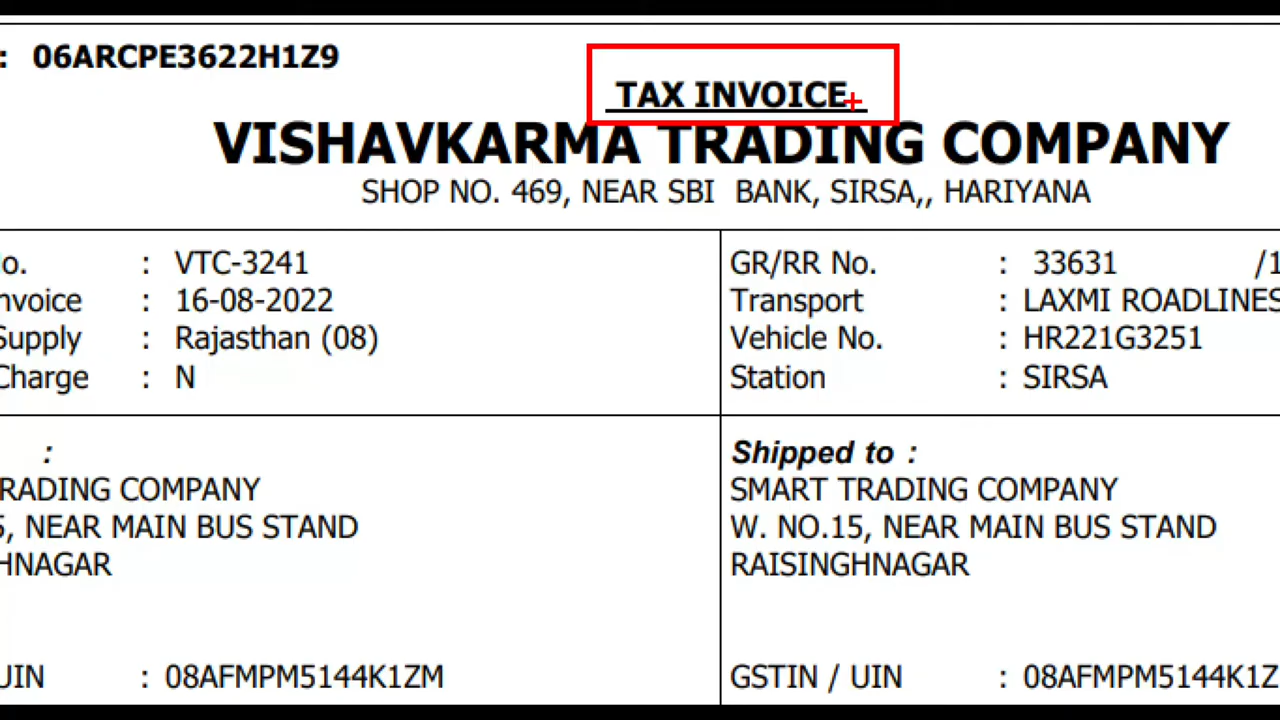 : 06ARCPE3622H1Z9
TAX INVOICE
VISHAVKARMA TRADING COMPANY
SHOP NO. 469, NEAR SBI BANK, SIRSA,, HARIYANA
o. : VTC-3241
nvoice : 16-08-2022
Supply : Rajasthan (08)
Charge : N
GR/RR No. : 33631 /1
Transport : LAXMI ROADLINES
Vehicle No. : HR221G3251
Station : SIRSA
:
RADING COMPANY
5, NEAR MAIN BUS STAND
HNAGAR
UIN : 08AFMPM5144K1ZM
Shipped to :
SMART TRADING COMPANY
W. NO.15, NEAR MAIN BUS STAND
RAISINGHNAGAR
GSTIN / UIN : 08AFMPM5144K1Z